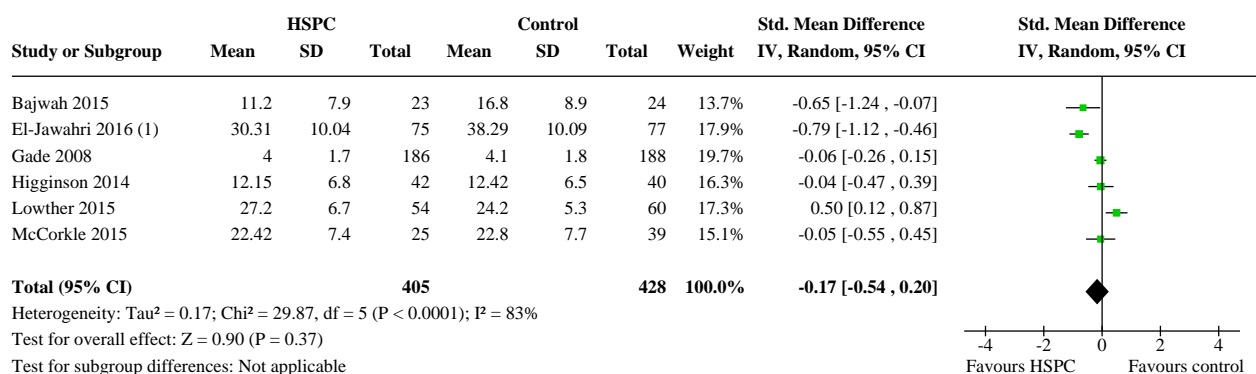 HSPC Control Std. Mean Difference Std. Mean Difference
Study or Subgroup Mean SD Total Mean SD Total Weight IV, Random, 95% CI IV, Random, 95% CI
Bajwah 2015 11.2 7.9 23 16.8 8.9 24 13.7% -0.65 [-1.24 , -0.07]
El-Jawahri 2016 (1) 30.31 10.04 75 38.29 10.09 77 17.9% -0.79 [-1.12 , -0.46]
Gade 2008 4 1.7 186 4.1 1.8 188 19.7% -0.06 [-0.26 , 0.15]
Higginson 2014 12.15 6.8 42 12.42 6.5 40 16.3% -0.04 [-0.47 , 0.39]
Lowther 2015 27.2 6.7 54 24.2 5.3 60 17.3% 0.50 [0.12 , 0.87]
McCorkle 2015 22.42 7.4 25 22.8 7.7 39 15.1% -0.05 [-0.55 , 0.45]
Total (95% CI) 405 428 100.0% -0.17 [-0.54 , 0.20]
Heterogeneity: Tau² = 0.17; Chi² = 29.87, df = 5 (P < 0.0001); I² = 83%
Test for overall effect: Z = 0.90 (P = 0.37)
-4 -2 0 2 4
Test for subgroup differences: Not applicable Favours HSPC Favours control